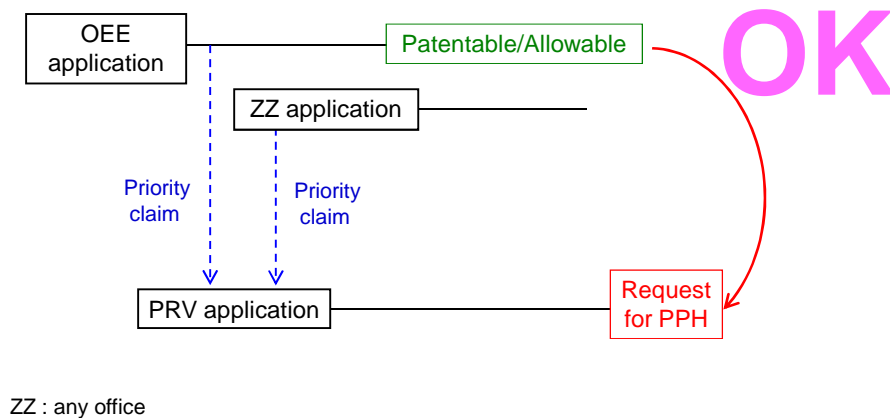 OEE
application
Patentable/Allowable
OK
ZZ application
Priority
claim
Priority
claim
PRV application
Request
for PPH
ZZ : any office